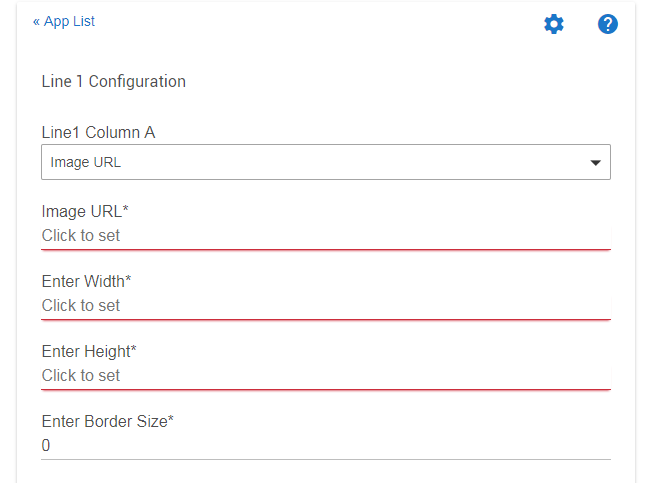 « App List
?
Line 1 Configuration
Line1 Column A
Image URL
Image URL*
Click to set
Enter Width*
Click to set
Enter Height*
Click to set
Enter Border Size*
0